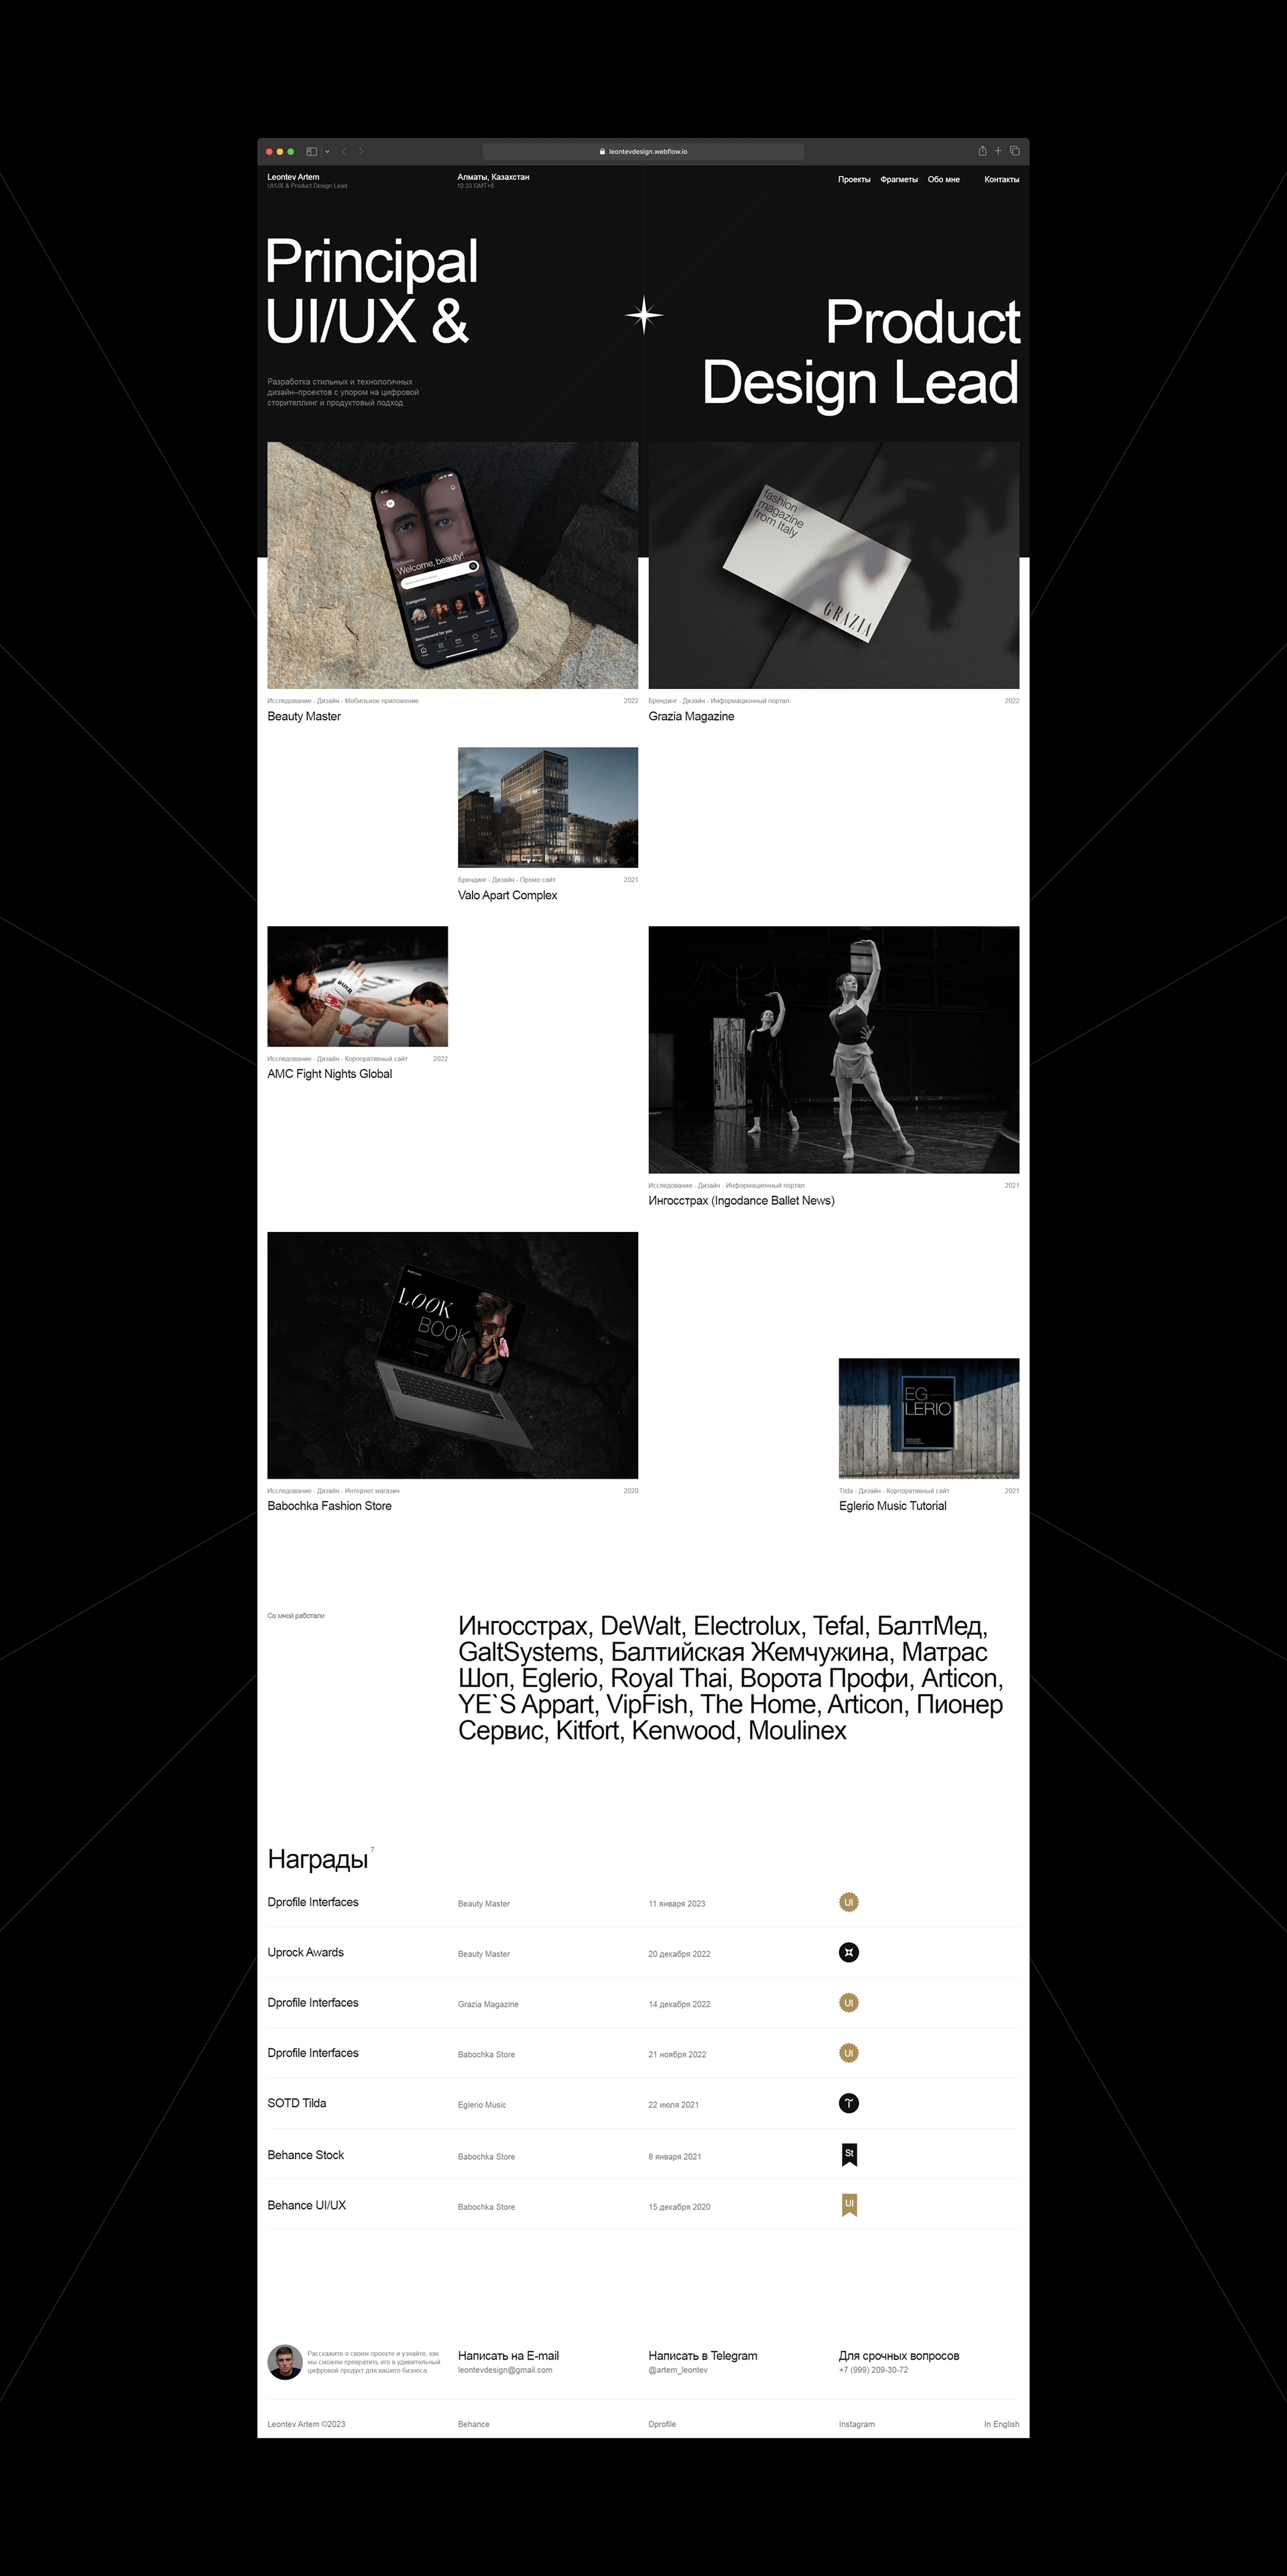 leontevdesign.webflow.io
Leontev Artem
UI/UX & Product Design Lead
Алматы, Казахстан
10:33 GMT+6
Проекты
Фрагметы
Обо мне
Контакты
Principal
UI/UX &
Product
Design Lead
Разработка стильных и технологичных
дизайн–проектов с упором на цифровой
сторителлинг и продуктовый подход
Welcome, beauty!
Categories
Recommend for you
fashion
magazine
from Italy
GRAZIA
Исследование - Дизайн - Мобильное приложение
2022
Beauty Master
Брендинг - Дизайн - Информационный портал
2022
Grazia Magazine
Брендинг - Дизайн - Промо сайт
2021
Valo Apart Complex
Исследование - Дизайн - Корпоративный сайт
2022
AMC Fight Nights Global
Исследование - Дизайн - Информационный портал
2021
Ингосстрах (Ingodance Ballet News)
LOOK
BOOK
EG
LERIO
Исследование - Дизайн - Интернет магазин
2020
Babochka Fashion Store
Tilda - Дизайн - Корпоративный сайт
2021
Eglerio Music Tutorial
Со мной работали
Ингосстрах, DeWalt, Electrolux, Tefal, БалтМед,
GaltSystems, Балтийская Жемчужина, Матрас
Шоп, Eglerio, Royal Thai, Ворота Профи, Articon,
YE`S Appart, VipFish, The Home, Articon, Пионер
Сервис, Kitfort, Kenwood, Moulinex
Награды 7
Dprofile Interfaces
Beauty Master
11 января 2023
UI
Uprock Awards
Beauty Master
20 декабря 2022
Dprofile Interfaces
Grazia Magazine
14 декабря 2022
UI
Dprofile Interfaces
Babochka Store
21 ноября 2022
UI
SOTD Tilda
Eglerio Music
22 июля 2021
Behance Stock
Babochka Store
8 января 2021
St
Behance UI/UX
Babochka Store
15 декабря 2020
UI
Расскажите о своем проекте и узнайте, как
мы сможем превратить его в удивительный
цифровой продукт для вашего бизнеса
Написать на E-mail
leontevdesign@gmail.com
Написать в Telegram
@artem_leontev
Для срочных вопросов
+7 (999) 209-30-72
Leontev Artem ©2023
Behance
Dprofile
Instagram
In English